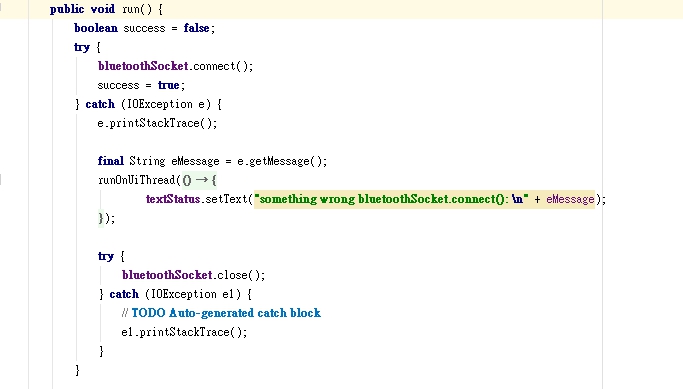 public void run() {
boolean success = false;
try {
bluetoothSocket.connect();
success = true;
} catch (IOException e) {
e.printStackTrace();
final String eMessage = e.getMessage();
runOnUiThread(() → {
textStatus.setText("something wrong bluetoothSocket.connect(): \n" + eMessage);
});
try {
bluetoothSocket.close();
} catch (IOException e1) {
// TODO Auto-generated catch block
e1.printStackTrace();
}
}